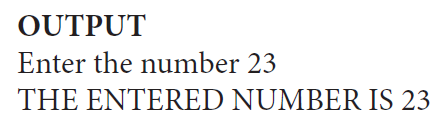 OUTPUT
Enter the number 23
THE ENTERED NUMBER IS 23